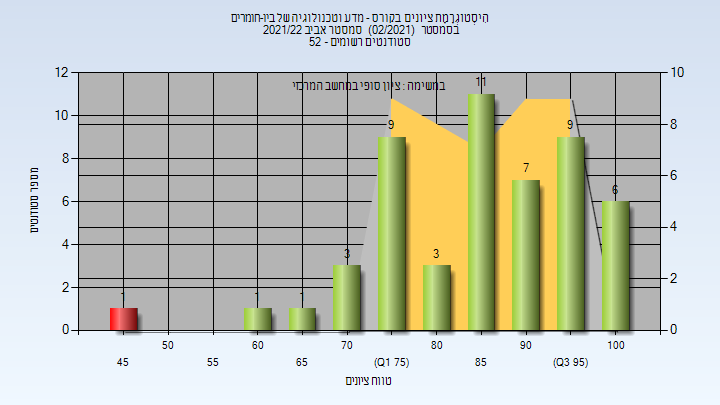 היסטוגרמת ציונים בקורס - מדע וטכנולוגיה של ביו-חומרים
בסמסטר (02/2021) סמסטר אביב 2021/22
סטודנטים רשומים - 52
במשימה : ציון סופי במחשב המרכזי
מספר סטודנטים
12 10 8 6 4 2 0
10 8 6 4 2 0
1 1 1 3 9 3 11 7 9 6
50 60 70 80 90 100
45 55 65 (Q1 75) 85 (Q3 95)
טווח ציונים